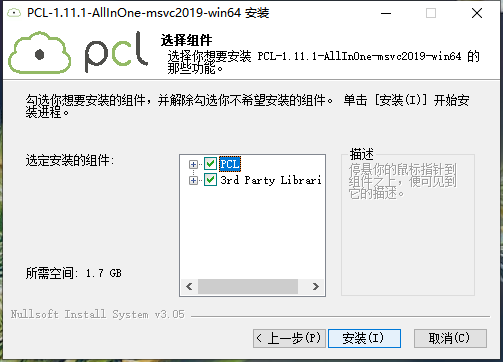 PCL-1.11.1-AllInOne-msvc2019-win64 安装
pcl
选择组件
选择你想要安装 PCL-1.11.1-AllInOne-msvc2019-win64 的
那些功能。
勾选你想要安装的组件，并解除勾选你不希望安装的组件。 单击 [安装(I)] 开始安
装进程。
选定安装的组件:
PCL
3rd Party Librari
描述
停悬你的鼠标指针到
组件之上，便可见到
它的描述。
所需空间: 1.7 GB
Nullsoft Install System v3.05
< 上一步(P)
安装(I)
取消(C)